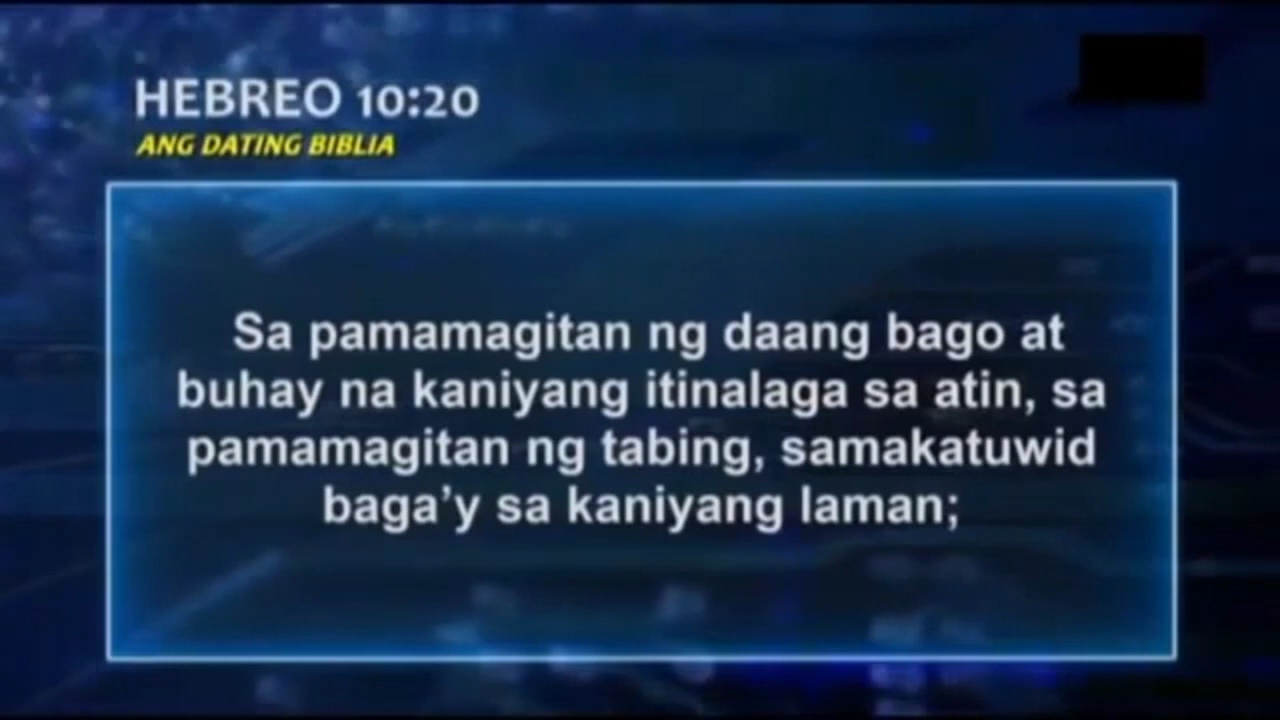 HEBREO 10:20
ANG DATING BIBLIA
Sa pamamagitan ng daang bago at
buhay na kaniyang itinalaga sa atin, sa
pamamagitan ng tabing, samakatuwid
baga’y sa kaniyang laman;